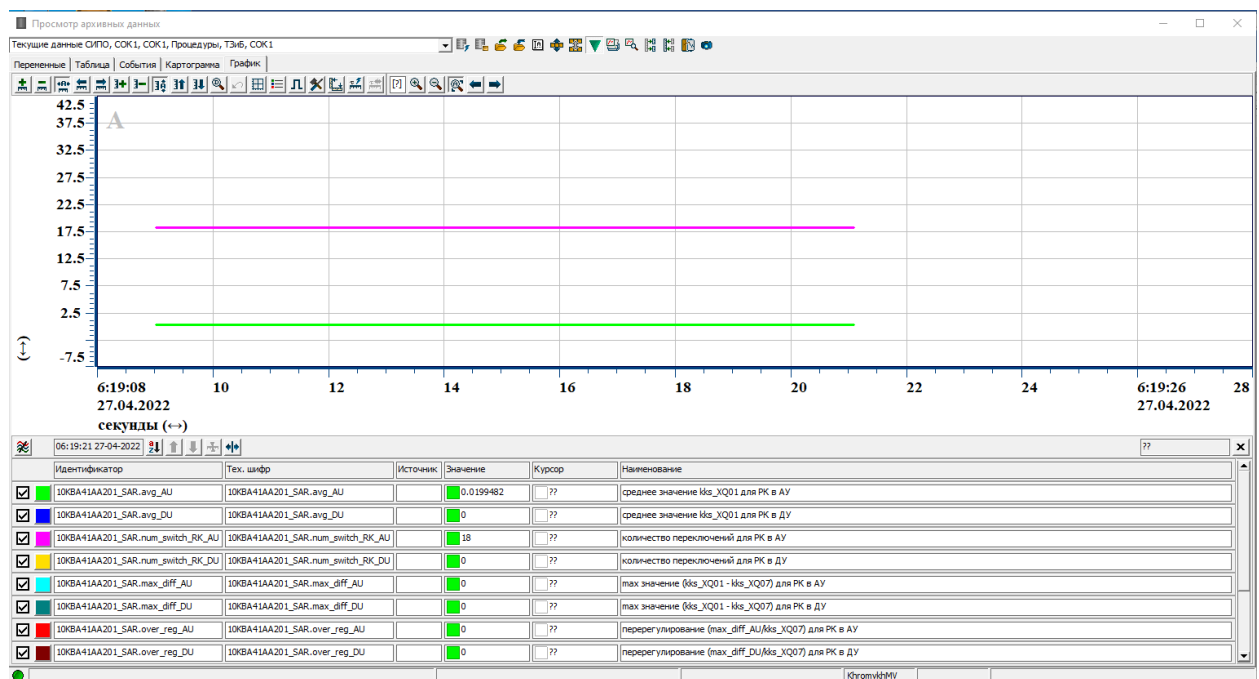 Просмотр архивных данных
Текущие данные СИПО, СОК1, СОК1, Процедуры, ТЗиБ, СОК1
Переменные Таблица События Картограмма График
42.5
A
37.5
32.5
27.5
22.5
17.5
12.5
7.5
2.5
-7.5
(↔)
6:19:08 10 12 14 16 18 20 22 24 6:19:26 28
27.04.2022 27.04.2022
секунды (↔)
06:19:21 27-04-2022 ??
Идентификатор Тех. шифр Источник Значение Курсор Наименование
10KBA41AA201_SAR.avg_AU 10KBA41AA201_SAR.avg_AU 0.0199482 ?? среднее значение kks_XQ01 для РК в АУ
10KBA41AA201_SAR.avg_DU 10KBA41AA201_SAR.avg_DU 0 ?? среднее значение kks_XQ01 для РК в ДУ
10KBA41AA201_SAR.num_switch_RK_AU 10KBA41AA201_SAR.num_switch_RK_AU 18 ?? количество переключений для РК в АУ
10KBA41AA201_SAR.num_switch_RK_DU 10KBA41AA201_SAR.num_switch_RK_DU 0 ?? количество переключений для РК в ДУ
10KBA41AA201_SAR.max_diff_AU 10KBA41AA201_SAR.max_diff_AU 0 ?? max значение (kks_XQ01 - kks_XQ07) для РК в АУ
10KBA41AA201_SAR.max_diff_DU 10KBA41AA201_SAR.max_diff_DU 0 ?? max значение (kks_XQ01 - kks_XQ07) для РК в ДУ
10KBA41AA201_SAR.over_reg_AU 10KBA41AA201_SAR.over_reg_AU 0 ?? перерегулирование (max_diff_AU/kks_XQ07) для РК в АУ
10KBA41AA201_SAR.over_reg_DU 10KBA41AA201_SAR.over_reg_DU 0 ?? перерегулирование (max_diff_DU/kks_XQ07) для РК в ДУ
KhromykhMV